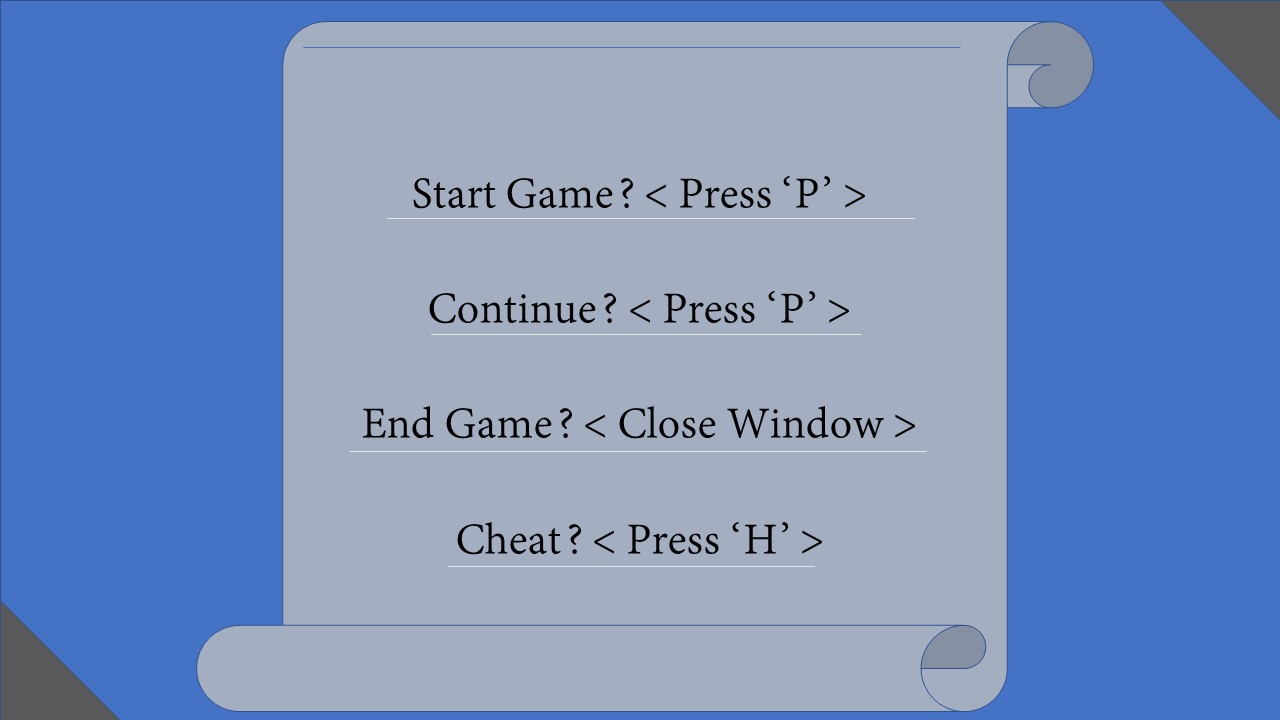 Start Game? < Press ‘P’ >
Continue? < Press ‘P’ >
End Game? < Close Window >
Cheat? < Press ‘H’ >